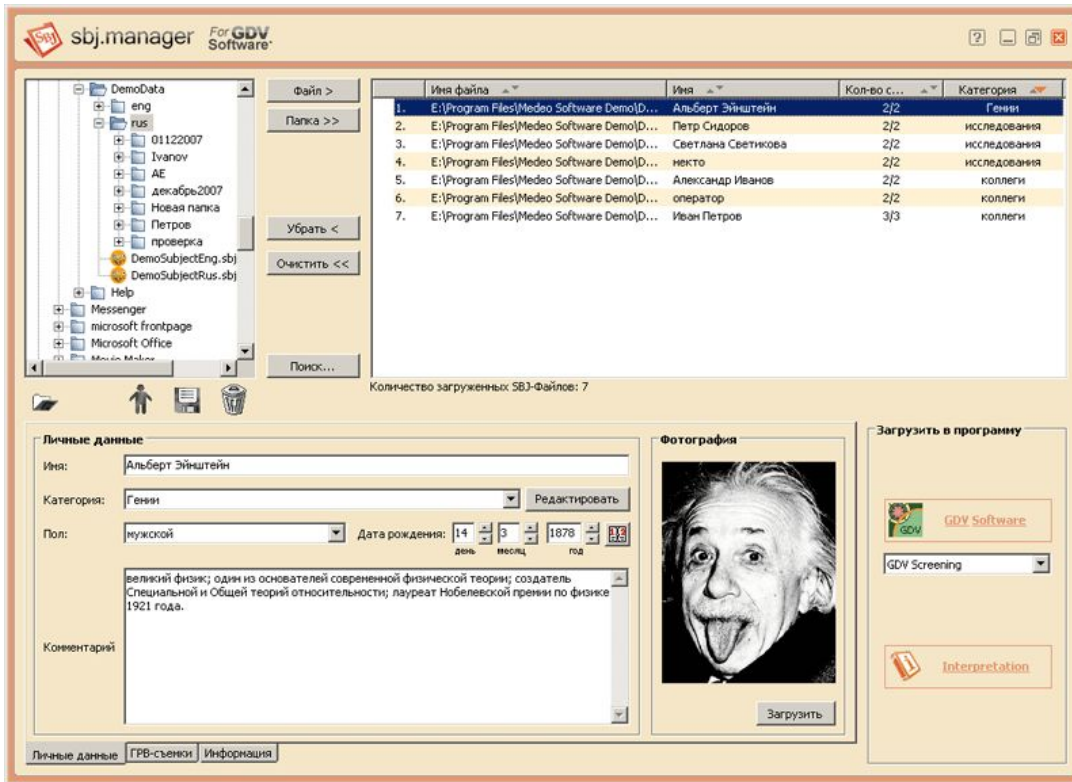 sbj.manager For GDV Software
DemoData
eng
rus
01122007
Ivanov
AE
декабрь2007
Новая папка
Петров
проверка
DemoSubjectEng.sbj
DemoSubjectRus.sbj
Help
Messenger
microsoft frontpage
Microsoft Office
Movie Maker
Файл >
Папка >>
Убрать <
Очистить <<
Поиск...
Имя файла Имя Кол-во с... Категория
1. E:\Program Files\Medeo Software Demo\D... Альберт Эйнштейн 2/2 Гении
2. E:\Program Files\Medeo Software Demo\D... Петр Сидоров 2/2 исследования
3. E:\Program Files\Medeo Software Demo\D... Светлана Светикова 2/2 исследования
4. E:\Program Files\Medeo Software Demo\D... некто 2/2 исследования
5. E:\Program Files\Medeo Software Demo\D... Александр Иванов 2/2 коллеги
6. E:\Program Files\Medeo Software Demo\D... оператор 2/2 коллеги
7. E:\Program Files\Medeo Software Demo\D... Иван Петров 3/3 коллеги
Количество загруженных SBJ-Файлов: 7
Личные данные
Имя: Альберт Эйнштейн
Категория: Гении Редактировать
Пол: мужской Дата рождения: 14 3 1878
день месяц год
великий физик; один из основателей современной физической теории; создатель
Специальной и Общей теорий относительности; лауреат Нобелевской премии по физике
1921 года.
Комментарий
Фотография
Загрузить
Загрузить в программу
GDV
GDV Software
GDV Screening
Interpretation
Личные данные ГРВ-съемки Информация